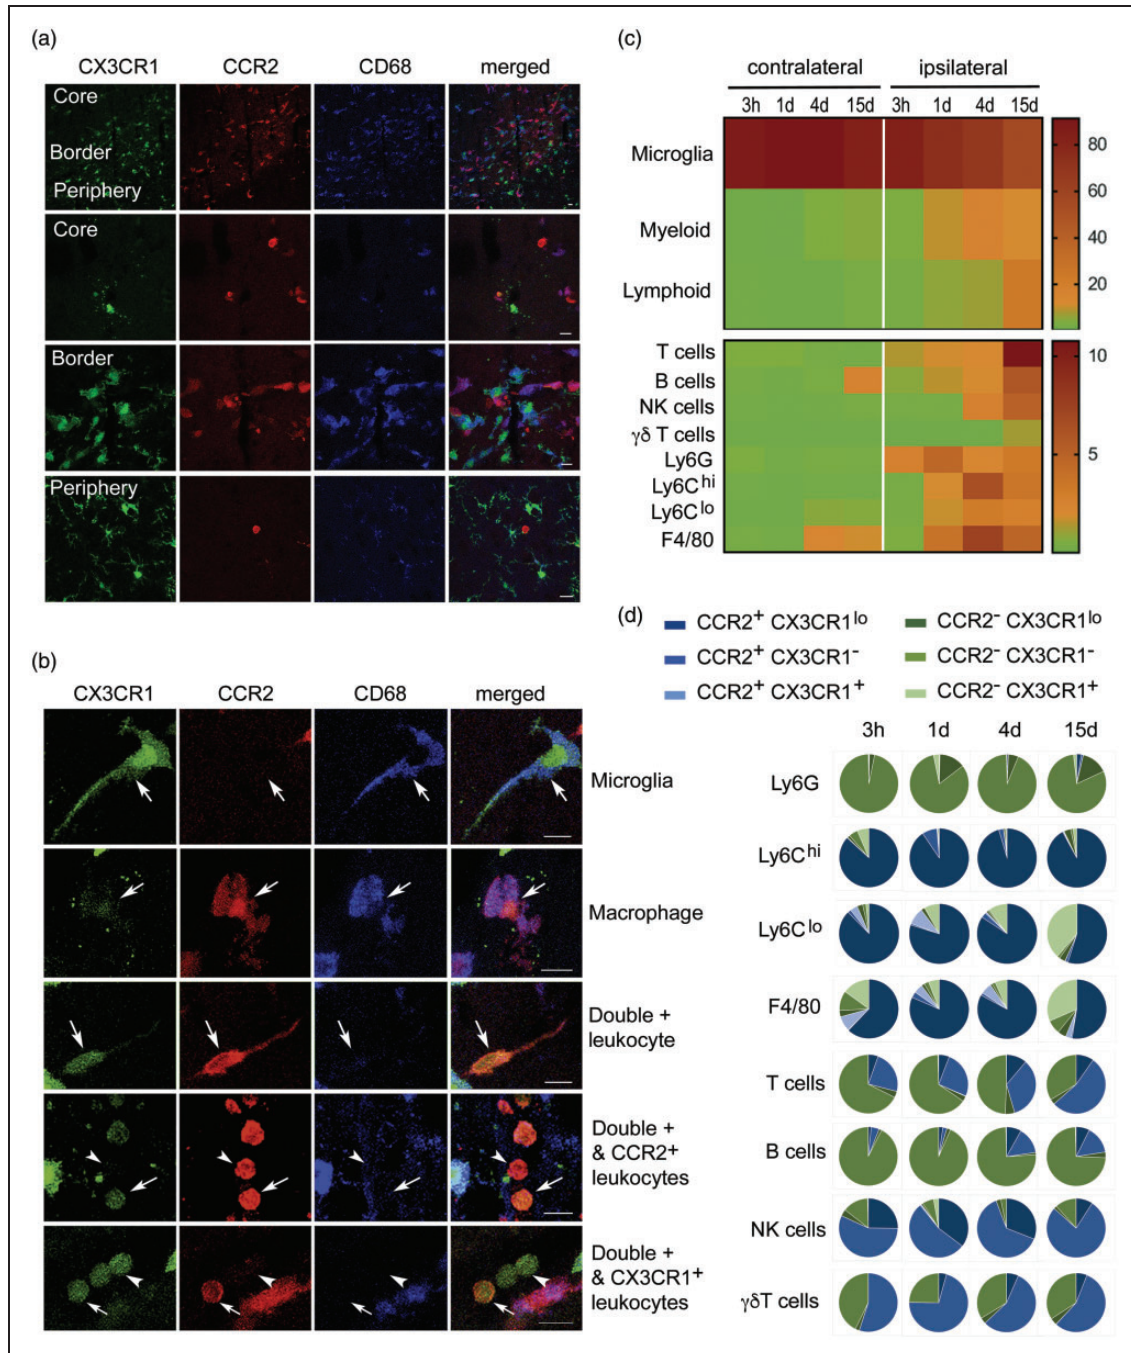 (a)
CX3CR1 CCR2 CD68 merged
Core
Border
Periphery
Core
Border
Periphery
(b)
CX3CR1 CCR2 CD68 merged
Microglia
Macrophage
Double +
leukocyte
Double +
& CCR2+
leukocytes
Double +
& CX3CR1+
leukocytes
(c)
contralateral ipsilateral
3h 1d 4d 15d 3h 1d 4d 15d
Microglia
Myeloid
Lymphoid
80
60
40
20
T cells
B cells
NK cells
γδ T cells
Ly6G
Ly6Chi
Ly6Clo
F4/80
10
5
(d)
CCR2+ CX3CR1lo CCR2- CX3CR1lo
CCR2+ CX3CR1- CCR2- CX3CR1-
CCR2+ CX3CR1+ CCR2- CX3CR1+
3h 1d 4d 15d
Ly6G
Ly6Chi
Ly6Clo
F4/80
T cells
B cells
NK cells
γδT cells